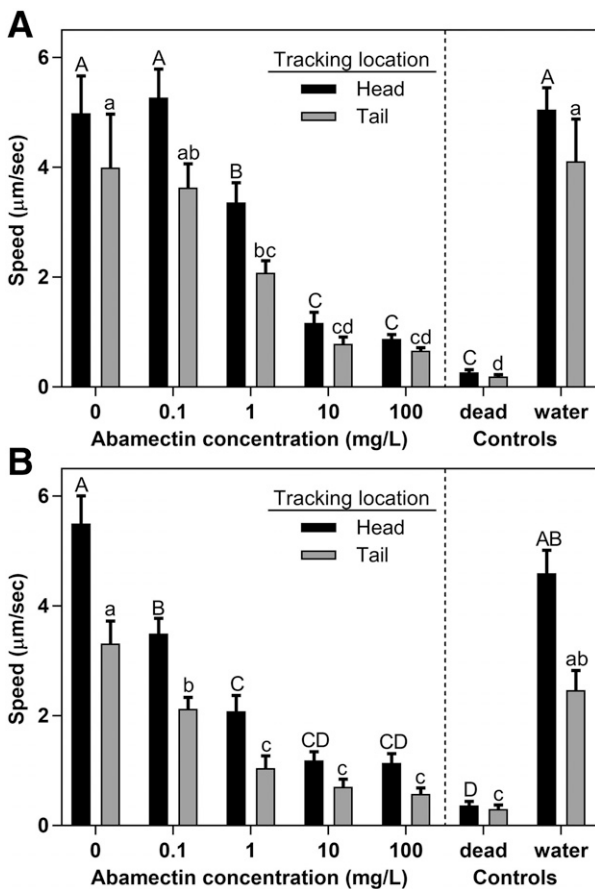 A
6
4
2
0
Speed (µm/sec)
Tracking location
Head
Tail
A
a
A
ab
B
bc
C
cd
C
cd
C
d
A
a
0 0.1 1 10 100 dead water
Abamectin concentration (mg/L) Controls
B
6
4
2
0
Speed (µm/sec)
Tracking location
Head
Tail
A
a
B
b
C
c
CD
c
CD
c
D
c
AB
ab
0 0.1 1 10 100 dead water
Abamectin concentration (mg/L) Controls